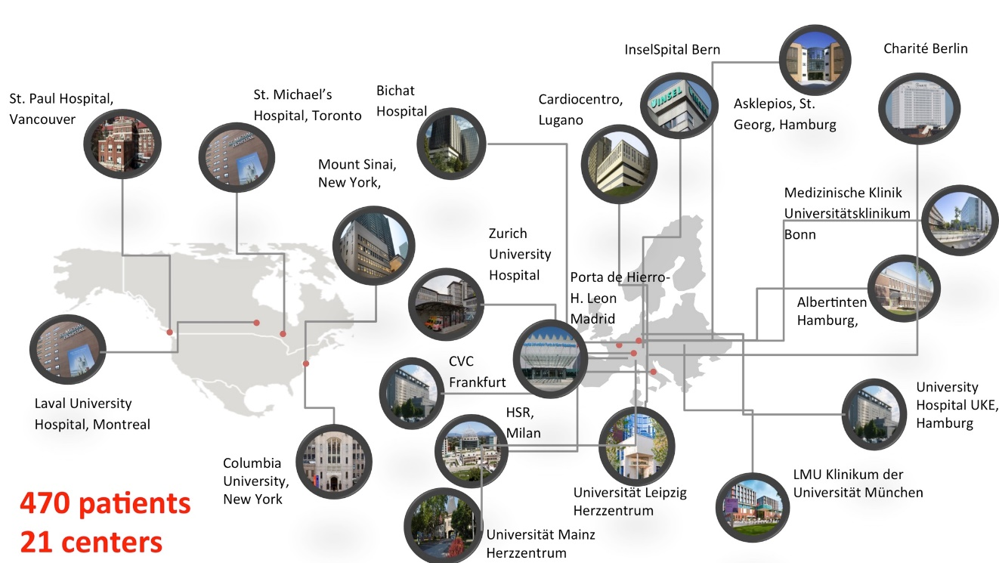 InselSpital Bern
Charité Berlin
St. Paul Hospital,
Vancouver
St. Michael's
Hospital, Toronto
Bichat
Hospital
Cardiocentro,
Lugano
Asklepios, St.
Georg, Hamburg
Mount Sinai,
New York,
Medizinische Klinik
Universitätsklinikum
Bonn
Zurich
University
Hospital
Porta de Hierro-
H. Leon
Madrid
Albertinten
Hamburg,
CVC
Frankfurt
Laval University
Hospital, Montreal
University
Hospital UKE,
Hamburg
HSR,
Milan
Columbia
University,
New York
LMU Klinikum der
Universität München
Universität Leipzig
Herzzentrum
470 patients
21 centers
Universität Mainz
Herzzentrum